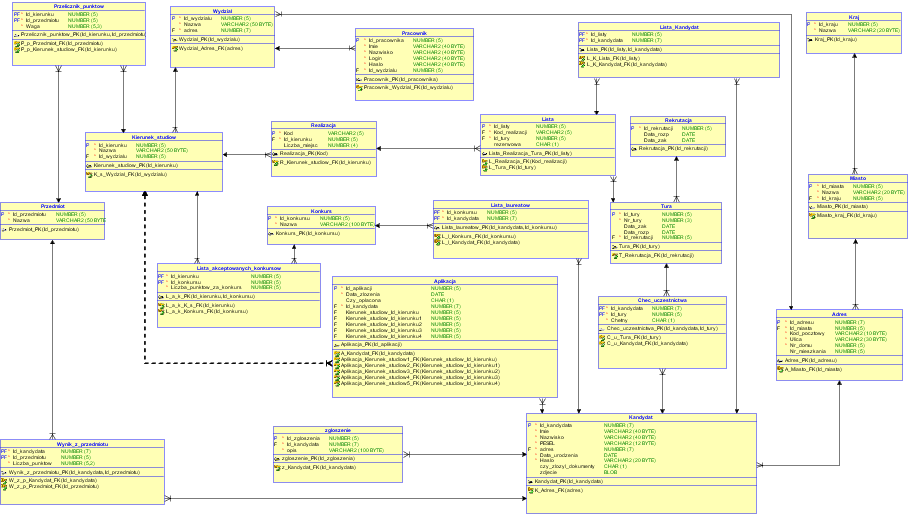 Przelicznik_punktow
PF * Id_kierunku NUMBER (5)
PF * Id_przedmiotu NUMBER (5)
* Waga NUMBER (5,3)
Przelicznik_punktow_PK(Id_kierunku,Id_przedmiotu)
P_p_Przedmiot_FK(Id_przedmiotu)
P_p_Kierunek_studiow_FK(Id_kierunku)
Wydzial
P * Id_wydzialu NUMBER (5)
* Nazwa VARCHAR2 (50 BYTE)
F * adres NUMBER (7)
Wydzial_PK(Id_wydzialu)
Wydzial_Adres_FK(adres)
Pracownik
P * Id_pracownika NUMBER (5)
* Imie VARCHAR2 (40 BYTE)
* Nazwisko VARCHAR2 (40 BYTE)
* Login VARCHAR2 (40 BYTE)
* Haslo VARCHAR2 (40 BYTE)
F * Id_wydzialu NUMBER (5)
Pracownik_PK(Id_pracownika)
Pracownik_Wydzial_FK(Id_wydzialu)
Lista_Kandydat
PF * Id_listy NUMBER (5)
PF * Id_kandydata NUMBER (7)
Lista_PK(Id_listy,Id_kandydata)
L_K_Lista_FK(Id_listy)
L_K_Kandydat_FK(Id_kandydata)
Kraj
P * Id_kraju NUMBER (5)
* Nazwa VARCHAR2 (20 BYTE)
Kraj_PK(Id_kraju)
Kierunek_studiow
P * Id_kierunku NUMBER (5)
* Nazwa VARCHAR2 (50 BYTE)
F * Id_wydzialu NUMBER (5)
Kierunek_studiow_PK(Id_kierunku)
K_s_Wydzial_FK(Id_wydzialu)
Realizacja
P * Kod VARCHAR2 (5)
F * Id_kierunku NUMBER (5)
* Liczba_miejsc NUMBER (4)
Realizacja_PK(Kod)
R_Kierunek_studiow_FK(Id_kierunku)
Lista
P * Id_listy NUMBER (5)
F * Kod_realizacji VARCHAR2 (5)
F * Id_tury NUMBER (5)
* rezerwowa CHAR (1)
Lista_Realizacja_Tura_PK(Id_listy)
L_Realizacja_FK(Kod_realizacji)
L_Tura_FK(Id_tury)
Rekrutacja
P * Id_rekrutacji NUMBER (5)
* Data_rozp DATE
* Data_zak DATE
Rekrutacja_PK(Id_rekrutacji)
Miasto
P * Id_miasta NUMBER (5)
* Nazwa VARCHAR2 (20 BYTE)
F * Id_kraju NUMBER (5)
Miasto_PK(Id_miasta)
Miasto_Kraj_FK(Id_kraju)
Przedmiot
P * Id_przedmiotu NUMBER (5)
* Nazwa VARCHAR2 (50 BYTE
Przedmiot_PK(Id_przedmiotu)
Konkurs
P * Id_konkursu NUMBER (5)
* Nazwa VARCHAR2 (100 BYTE)
Konkurs_PK(Id_konkursu)
Lista_laureatow
PF * Id_konkursu NUMBER (5)
PF * Id_kandydata NUMBER (7)
Lista_laureatow_PK(Id_kandydata,Id_konkursu)
L_l_Konkurs_FK(Id_konkursu)
L_l_Kandydat_FK(Id_kandydata)
Tura
P * Id_tury NUMBER (5)
* Nr_tury NUMBER (3)
* Data_zak DATE
* Data_rozp DATE
F * Id_rekrutacji NUMBER (5)
Tura_PK(Id_tury)
T_Rekrutacja_FK(Id_rekrutacji)
Lista_akceptowanych_konkursow
PF * Id_kierunku NUMBER (5)
PF * Id_konkursu NUMBER (5)
* Liczba_punktow_za_konkurs NUMBER (5)
L_a_k_PK(Id_kierunku,Id_konkursu)
L_a_k_K_s_FK(Id_kierunku)
L_a_k_Konkurs_FK(Id_konkursu)
Aplikacja
P * Id_aplikacji NUMBER (5)
* Data_zlozenia DATE
* Czy_oplacona CHAR (1)
F * Id_kandydata NUMBER (7)
F Kierunek_studiow_Id_kierunku NUMBER (5)
F Kierunek_studiow_Id_kierunku1 NUMBER (5)
F Kierunek_studiow_Id_kierunku2 NUMBER (5)
F Kierunek_studiow_Id_kierunku3 NUMBER (5)
F Kierunek_studiow_Id_kierunku4 NUMBER (5)
Aplikacja_PK(Id_aplikacji)
A_Kandydat_FK(Id_kandydata)
Aplikacja_Kierunek_studiow1_FK(Kierunek_studiow_Id_kierunku)
Aplikacja_Kierunek_studiow2_FK(Kierunek_studiow_Id_kierunku1)
Aplikacja_Kierunek_studiow3_FK(Kierunek_studiow_Id_kierunku2)
Aplikacja_Kierunek_studiow4_FK(Kierunek_studiow_Id_kierunku3)
Aplikacja_Kierunek_studiow5_FK(Kierunek_studiow_Id_kierunku4)
Chec_uczestnictwa
PF * Id_kandydata NUMBER (7)
PF * Id_tury NUMBER (5)
* Chetny CHAR (1)
Chec_uczestnictwa_PK(Id_kandydata,Id_tury)
C_u_Tura_FK(Id_tury)
C_u_Kandydat_FK(Id_kandydata)
Adres
P * Id_adresu NUMBER (7)
F * Id_miasta NUMBER (5)
* Kod_pocztowy VARCHAR2 (10 BYTE)
* Ulica VARCHAR2 (30 BYTE)
* Nr_domu NUMBER (5)
Nr_mieszkania NUMBER (5)
Adres_PK(Id_adresu)
A_Miasto_FK(Id_miasta)
Wynik_z_przedmiotu
PF * Id_kandydata NUMBER (7)
PF * Id_przedmiotu NUMBER (5)
* Liczba_punktow NUMBER (5,2)
Wynik_z_przedmiotu_PK(Id_kandydata,Id_przedmiotu)
W_z_p_Kandydat_FK(Id_kandydata)
W_z_p_Przedmiot_FK(Id_przedmiotu)
zgloszenie
P * Id_zgloszenia NUMBER (5)
F * Id_kandydata NUMBER (7)
* opis VARCHAR2 (100 BYTE)
zgloszenie_PK(Id_zgloszenia)
z_Kandydat_FK(Id_kandydata)
Kandydat
P * Id_kandydata NUMBER (7)
* Imie VARCHAR2 (40 BYTE)
* Nazwisko VARCHAR2 (40 BYTE)
* PESEL VARCHAR2 (12 BYTE)
F * adres NUMBER (7)
* Data_urodzenia DATE
* Haslo VARCHAR2 (20 BYTE)
czy_zlozyl_dokumenty CHAR (1)
zdjecie BLOB
Kandydat_PK(Id_kandydata)
K_Adres_FK(adres)